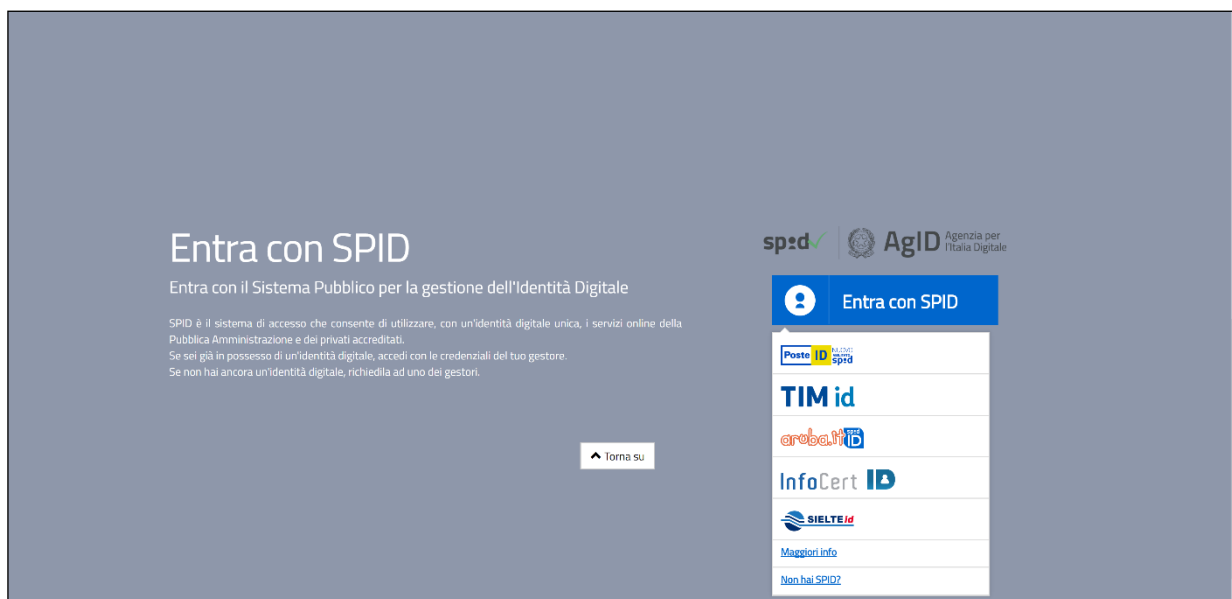 Entra con SPID
Entra con il Sistema Pubblico per la gestione dell'Identità Digitale
SPID è il sistema di accesso che consente di utilizzare, con un'identità digitale unica, i servizi online della
Pubblica Amministrazione e dei privati accreditati.
Se sei già in possesso di un'identità digitale, accedi con le credenziali del tuo gestore.
Se non hai ancora un'identità digitale, richiedila ad uno dei gestori.
Torna su
spid AgID Agenzia per
l'Italia Digitale
Entra con SPID
Poste ID spid
TIM id
aruba.it spid ID
InfoCert ID
SIELTE id
Maggiori info
Non hai SPID?